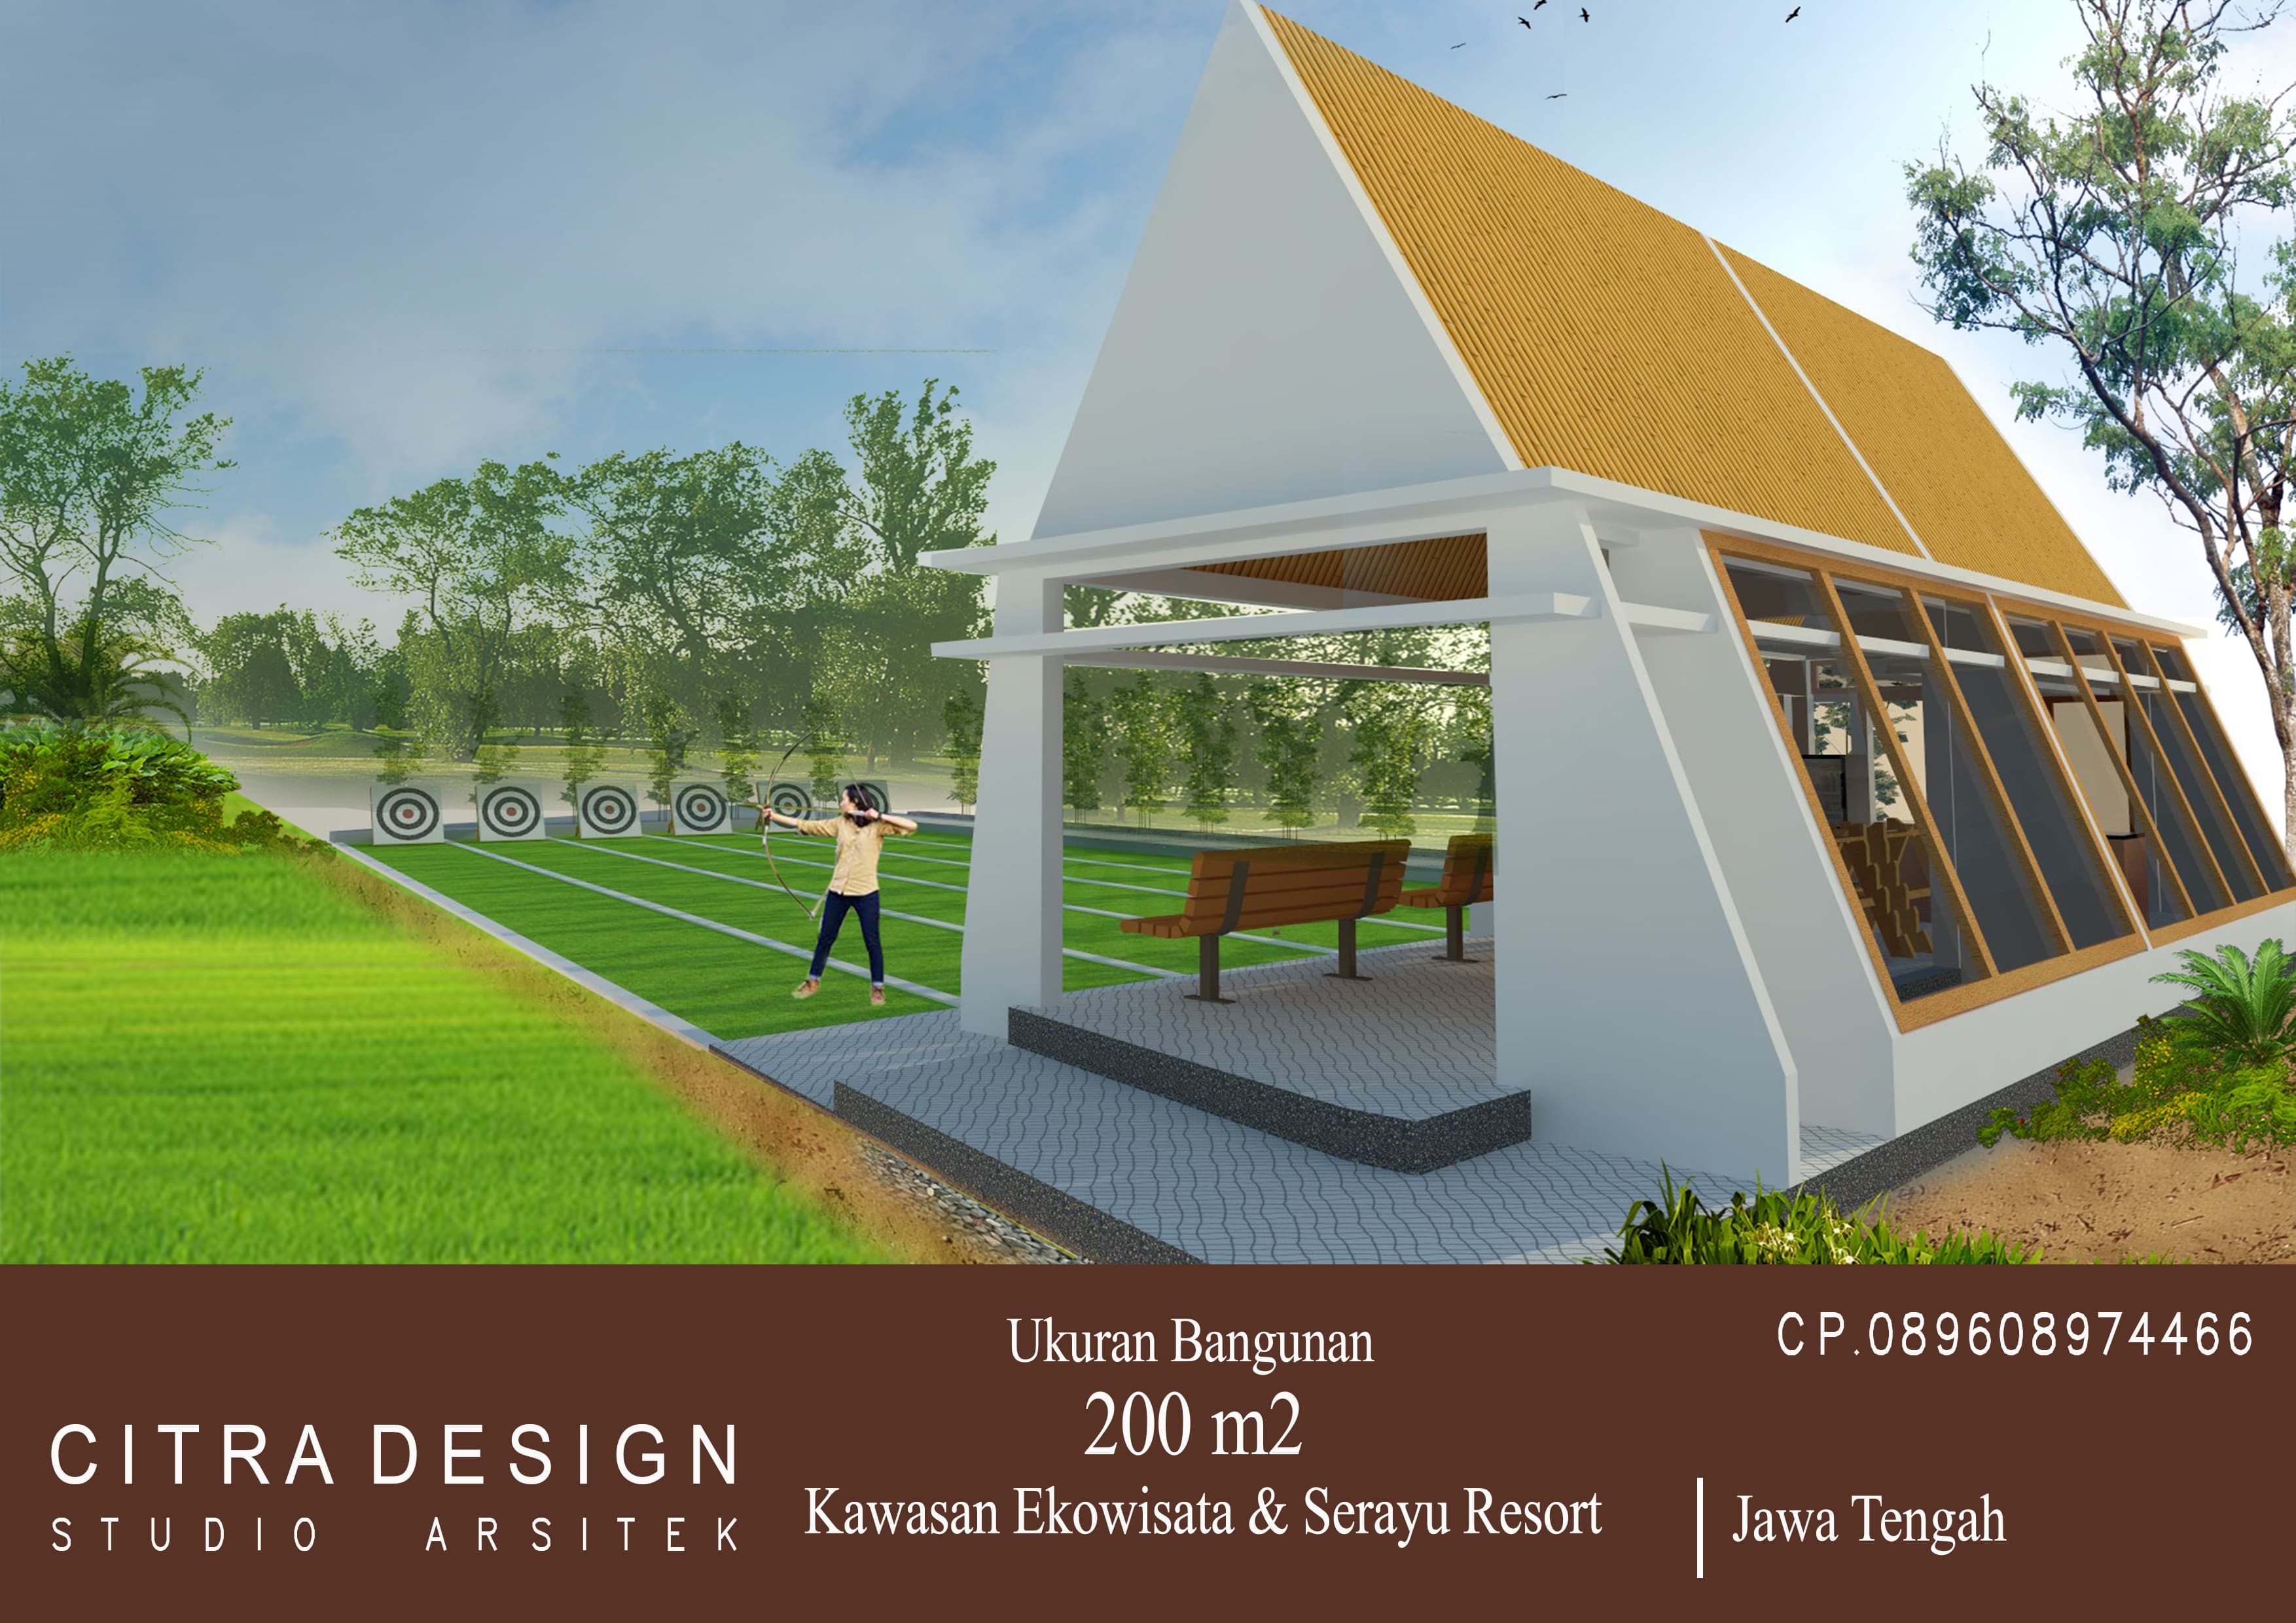 CITRA DESIGN
STUDIO ARSITEK
Ukuran Bangunan
200 m2
Kawasan Ekowisata & Serayu Resort
CP.089608974466
Jawa Tengah